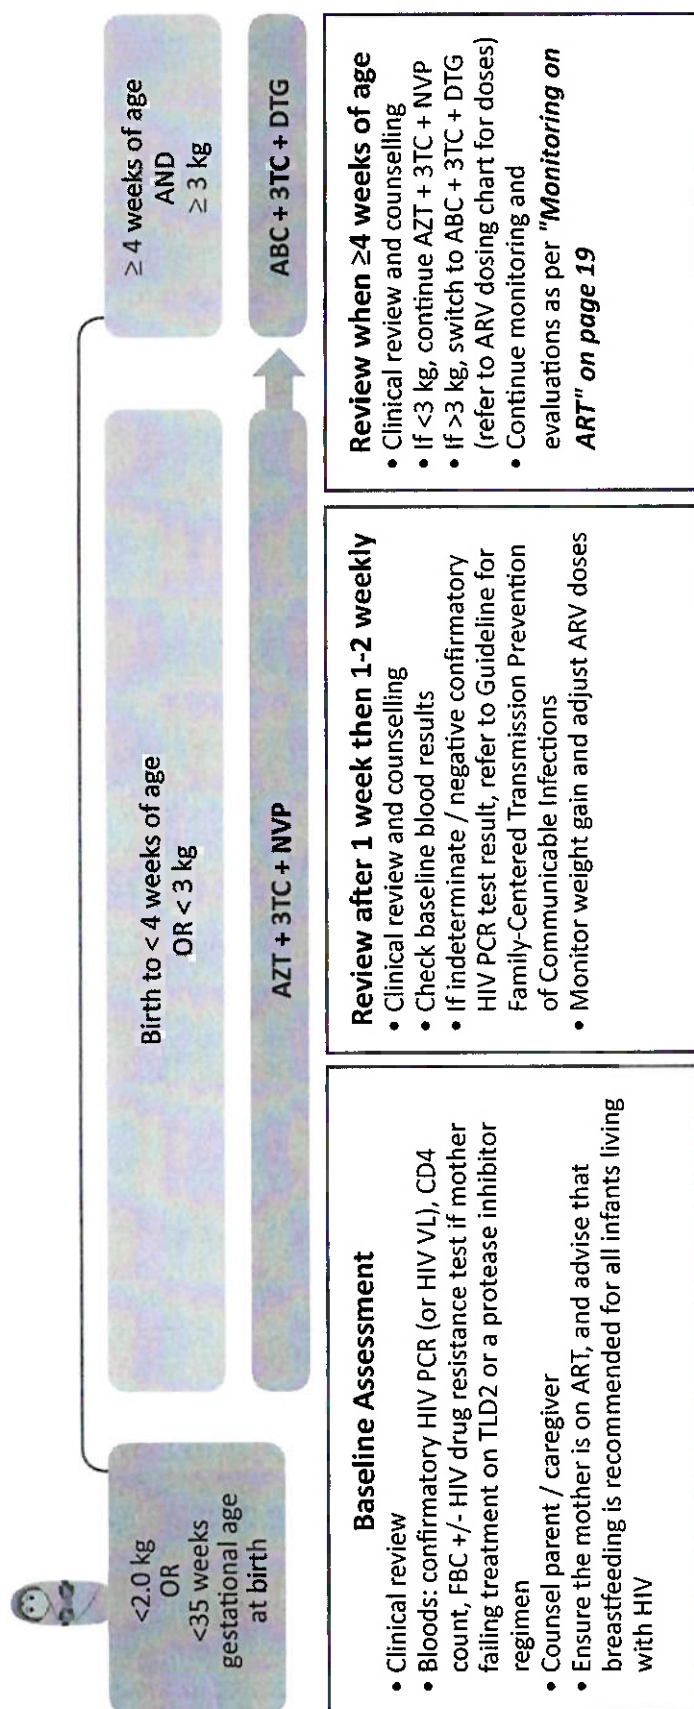 <2.0 kg
OR
<35 weeks
gestational age
at birth
Birth to < 4 weeks of age
OR < 3 kg
≥ 4 weeks of age
AND
≥ 3 kg
AZT + 3TC + NVP
ABC + 3TC + DTG
Baseline Assessment
• Clinical review
• Bloods: confirmatory HIV PCR (or HIV VL), CD4
count, FBC +/- HIV drug resistance test if mother
failing treatment on TLD2 or a protease inhibitor
regimen
• Counsel parent / caregiver
• Ensure the mother is on ART, and advise that
breastfeeding is recommended for all infants living
with HIV
Review after 1 week then 1-2 weekly
• Clinical review and counselling
• Check baseline blood results
• If indeterminate / negative confirmatory
HIV PCR test result, refer to Guideline for
Family-Centered Transmission Prevention
of Communicable Infections
• Monitor weight gain and adjust ARV doses
Review when ≥4 weeks of age
• Clinical review and counselling
• If <3 kg, continue AZT + 3TC + NVP
• If >3 kg, switch to ABC + 3TC + DTG
(refer to ARV dosing chart for doses)
• Continue monitoring and
evaluations as per "Monitoring on
ART" on page 19